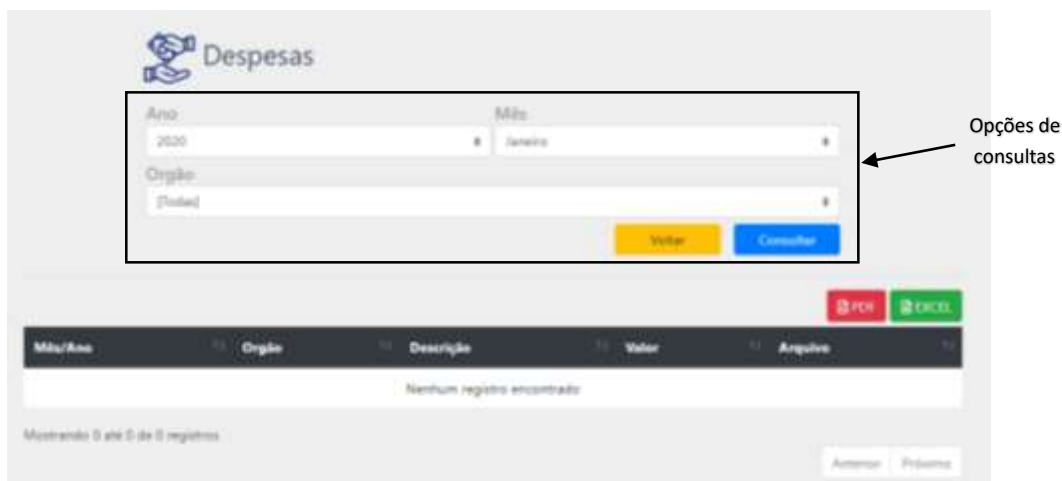 Despesas
Ano Mês
2020 Janeiro
Orgão
[Todas]
Voltar Consultar
Opções de
consultas
PDF EXCEL
Mês/Ano Orgão Descrição Valor Arquivo
Nenhum registro encontrado
Mostrando 0 até 0 de 0 registros
Anterior Próximo